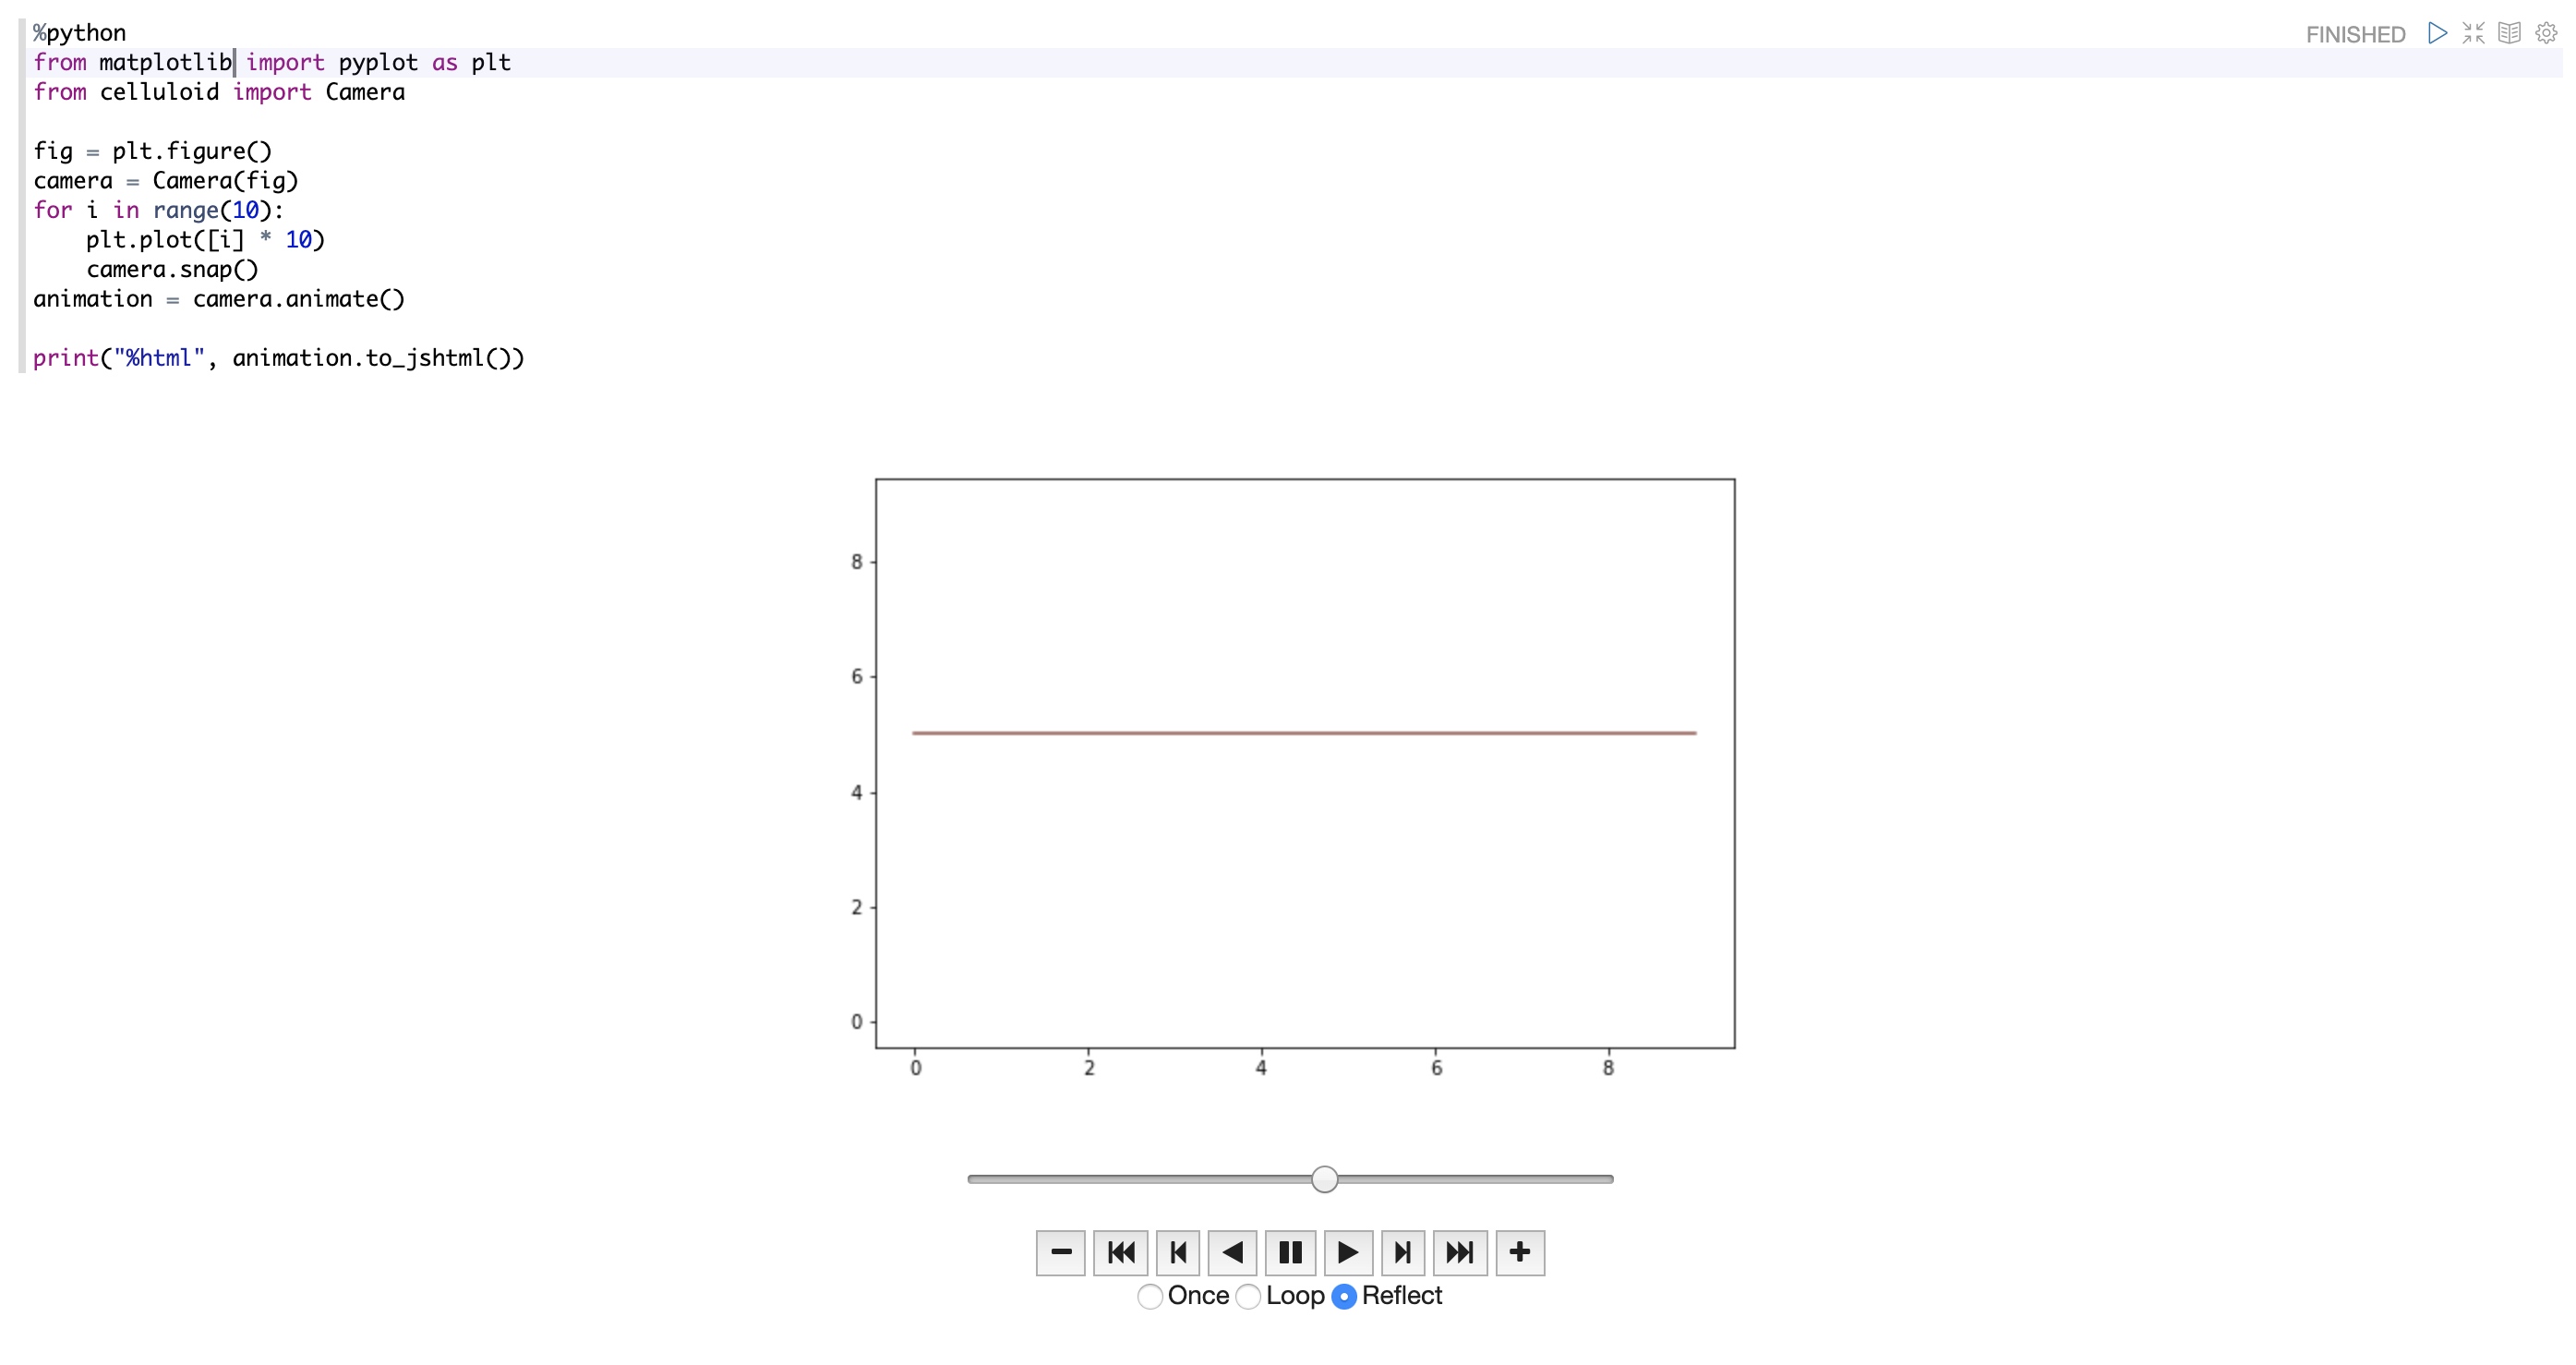 %python
FINISHED
from matplotlib import pyplot as plt
from celluloid import Camera
fig = plt.figure()
camera = Camera(fig)
for i in range(10):
    plt.plot([i] * 10)
    camera.snap()
animation = camera.animate()
print("%html", animation.to_jshtml())
8
6
4
2
0
0 2 4 6 8
Once Loop Reflect